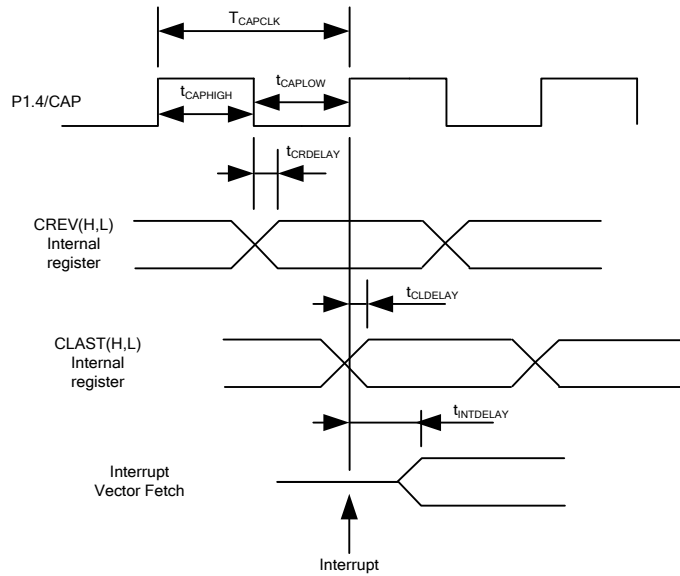 TCAPCLK
P1.4/CAP
tCAPHIGH
tCAPLOW
tCRDELAY
CREV(H,L)
Internal
register
tCLDELAY
CLAST(H,L)
Internal
register
tINTDELAY
Interrupt
Vector Fetch
Interrupt